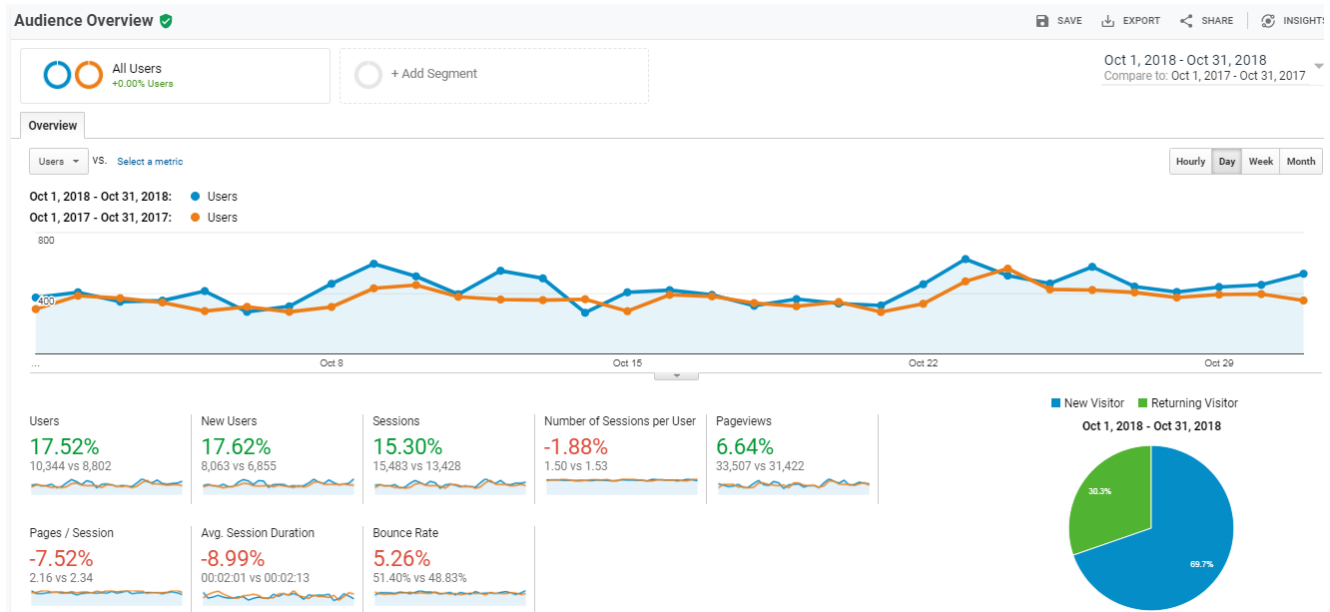 Audience Overview
SAVE EXPORT SHARE INSIGHTS
All Users
+0.00% Users
+ Add Segment
Oct 1, 2018 - Oct 31, 2018
Compare to: Oct 1, 2017 - Oct 31, 2017
Overview
Users VS. Select a metric
Hourly Day Week Month
Oct 1, 2018 - Oct 31, 2018: Users
Oct 1, 2017 - Oct 31, 2017: Users
800
400
... Oct 8 Oct 15 Oct 22 Oct 29
Users New Users Sessions Number of Sessions per User Pageviews
17.52% 17.62% 15.30% -1.88% 6.64%
10,344 vs 8,802 8,063 vs 6,855 15,483 vs 13,428 1.50 vs 1.53 33,507 vs 31,422
Pages / Session Avg. Session Duration Bounce Rate
-7.52% -8.99% 5.26%
2.16 vs 2.34 00:02:01 vs 00:02:13 51.40% vs 48.83%
New Visitor Returning Visitor
Oct 1, 2018 - Oct 31, 2018
30.3%
69.7%